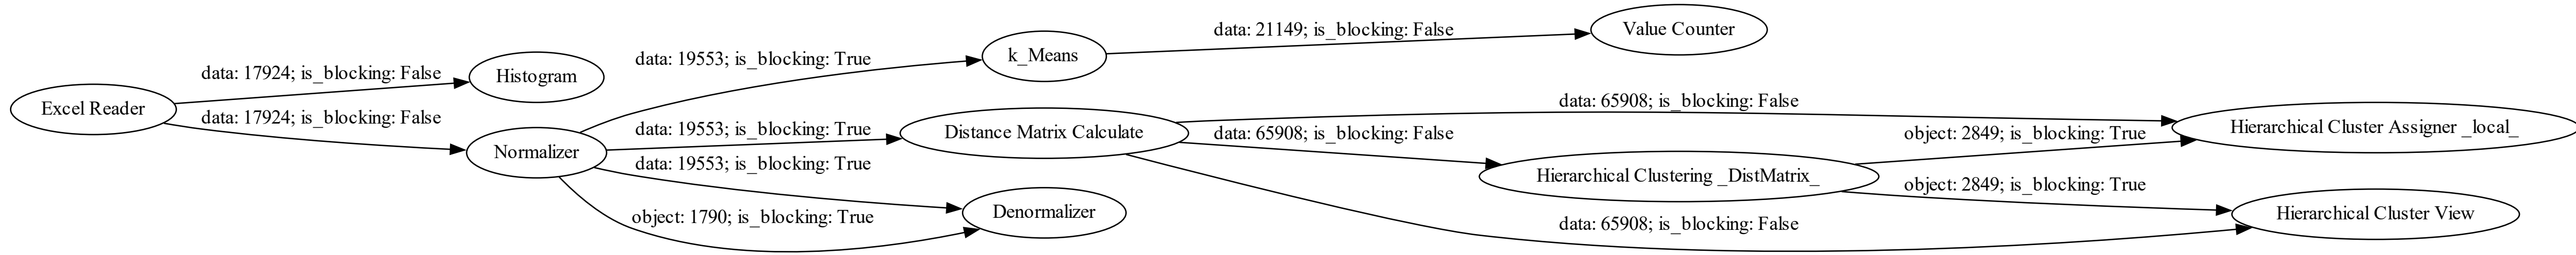 Excel Reader
data: 17924; is_blocking: False
data: 17924; is_blocking: False
Histogram
Normalizer
data: 19553; is_blocking: True
data: 19553; is_blocking: True
data: 19553; is_blocking: True
object: 1790; is_blocking: True
k_Means
Distance Matrix Calculate
Denormalizer
data: 21149; is_blocking: False
Value Counter
data: 65908; is_blocking: False
data: 65908; is_blocking: False
data: 65908; is_blocking: False
Hierarchical Clustering _DistMatrix_
object: 2849; is_blocking: True
object: 2849; is_blocking: True
Hierarchical Cluster Assigner _local_
Hierarchical Cluster View